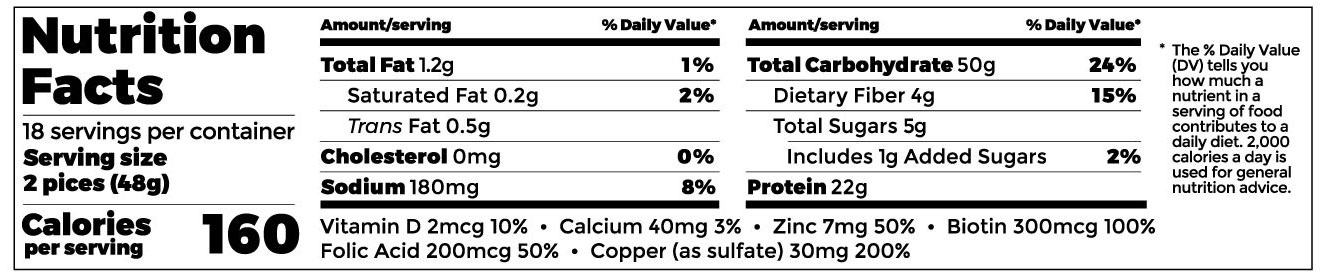 Nutrition
Facts
18 servings per container
Serving size
2 pices (48g)
Calories
per serving
160
Amount/serving % Daily Value*
Total Fat 1.2g 1%
Saturated Fat 0.2g 2%
Trans Fat 0.5g
Cholesterol 0mg 0%
Sodium 180mg 8%
Amount/serving % Daily Value*
Total Carbohydrate 50g 24%
Dietary Fiber 4g 15%
Total Sugars 5g
Includes 1g Added Sugars 2%
Protein 22g
Vitamin D 2mcg 10% • Calcium 40mg 3% • Zinc 7mg 50% • Biotin 300mcg 100%
Folic Acid 200mcg 50% • Copper (as sulfate) 30mg 200%
* The % Daily Value
(DV) tells you
how much a
nutrient in a
serving of food
contributes to a
daily diet. 2,000
calories a day is
used for general
nutrition advice.